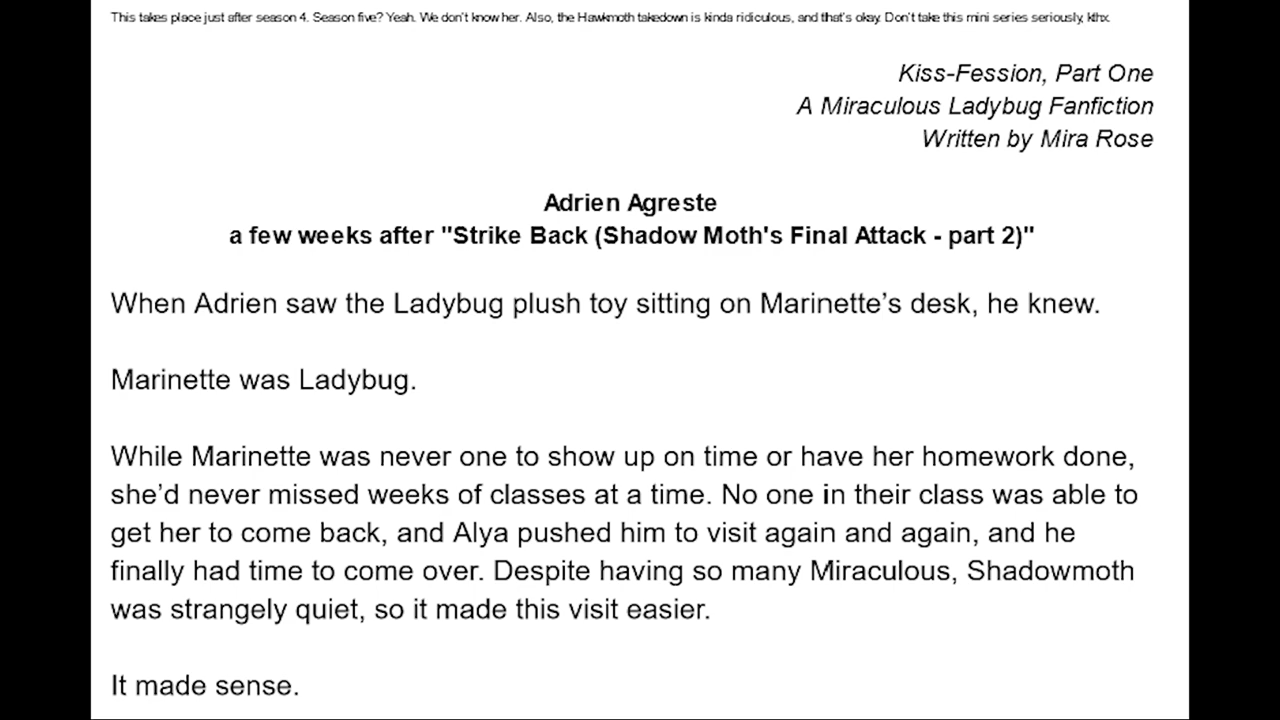 This takes place just after season 4. Season five? Yeah. We don't know her. Also, the Hawkmoth takedown is kinda ridiculous, and that's okay. Don't take this mini series seriously, kthx.
Kiss-Fession, Part One
A Miraculous Ladybug Fanfiction
Written by Mira Rose
Adrien Agreste
a few weeks after "Strike Back (Shadow Moth's Final Attack - part 2)"
When Adrien saw the Ladybug plush toy sitting on Marinette’s desk, he knew.
Marinette was Ladybug.
While Marinette was never one to show up on time or have her homework done,
she’d never missed weeks of classes at a time. No one in their class was able to
get her to come back, and Alya pushed him to visit again and again, and he
finally had time to come over. Despite having so many Miraculous, Shadowmoth
was strangely quiet, so it made this visit easier.
It made sense.